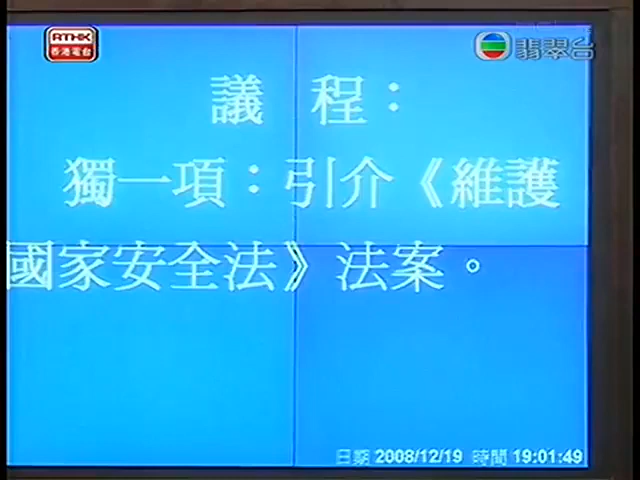 RTHK
香港電台
翡翠台
議 程：
獨一項：引介《維護
國家安全法》法案。
日期 2008/12/19 時間 19:01:49